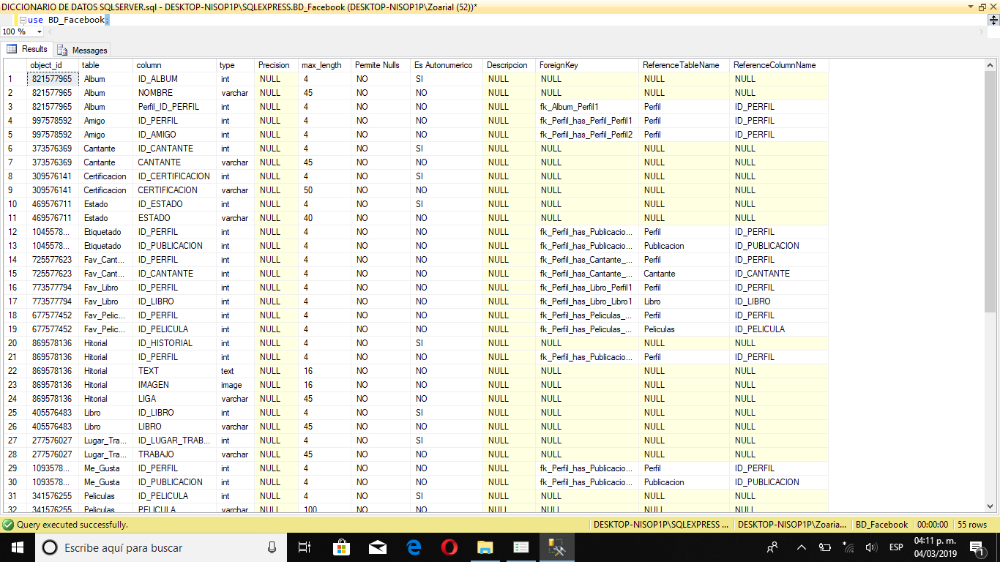 DICCIONARIO DE DATOS SQLSERVER.sql - DESKTOP-NISOP1P\SQLEXPRESS.BD_Facebook (DESKTOP-NISOP1P\Zoarial (52))*
use BD_Facebook;
100 %
Results Messages
object_id table column type Precision max_length Permite Nulls Es Autonumerico Descripcion ForeignKey ReferenceTableName ReferenceColumnName
1 821577965 Album ID_ALBUM int NULL 4 NO SI NULL NULL NULL NULL
2 821577965 Album NOMBRE varchar NULL 45 NO NO NULL NULL NULL NULL
3 821577965 Album Perfil_ID_PERFIL int NULL 4 NO NO NULL fk_Album_Perfil1 Perfil ID_PERFIL
4 997578592 Amigo ID_PERFIL int NULL 4 NO NO NULL fk_Perfil_has_Perfil_Perfil1 Perfil ID_PERFIL
5 997578592 Amigo ID_AMIGO int NULL 4 NO NO NULL fk_Perfil_has_Perfil_Perfil2 Perfil ID_PERFIL
6 373576369 Cantante ID_CANTANTE int NULL 4 NO SI NULL NULL NULL NULL
7 373576369 Cantante CANTANTE varchar NULL 45 NO NO NULL NULL NULL NULL
8 309576141 Certificacion ID_CERTIFICACION int NULL 4 NO SI NULL NULL NULL NULL
9 309576141 Certificacion CERTIFICACION varchar NULL 50 NO NO NULL NULL NULL NULL
10 469576711 Estado ID_ESTADO int NULL 4 NO SI NULL NULL NULL NULL
11 469576711 Estado ESTADO varchar NULL 40 NO NO NULL NULL NULL NULL
12 1045578... Etiquetado ID_PERFIL int NULL 4 NO NO NULL fk_Perfil_has_Publicacio... Perfil ID_PERFIL
13 1045578... Etiquetado ID_PUBLICACION int NULL 4 NO NO NULL fk_Perfil_has_Publicacio... Publicacion ID_PUBLICACION
14 725577623 Fav_Cant... ID_PERFIL int NULL 4 NO NO NULL fk_Perfil_has_Cantante_... Perfil ID_PERFIL
15 725577623 Fav_Cant... ID_CANTANTE int NULL 4 NO NO NULL fk_Perfil_has_Cantante_... Cantante ID_CANTANTE
16 773577794 Fav_Libro ID_PERFIL int NULL 4 NO NO NULL fk_Perfil_has_Libro_Perfil1 Perfil ID_PERFIL
17 773577794 Fav_Libro ID_LIBRO int NULL 4 NO NO NULL fk_Perfil_has_Libro_Libro1 Libro ID_LIBRO
18 677577452 Fav_Pelic... ID_PERFIL int NULL 4 NO NO NULL fk_Perfil_has_Peliculas_... Perfil ID_PERFIL
19 677577452 Fav_Pelic... ID_PELICULA int NULL 4 NO NO NULL fk_Perfil_has_Peliculas_... Peliculas ID_PELICULA
20 869578136 Hitorial ID_HISTORIAL int NULL 4 NO SI NULL NULL NULL NULL
21 869578136 Hitorial ID_PERFIL int NULL 4 NO NO NULL fk_Perfil_has_Publicacio... Perfil ID_PERFIL
22 869578136 Hitorial TEXT text NULL 16 NO NO NULL NULL NULL NULL
23 869578136 Hitorial IMAGEN image NULL 16 NO NO NULL NULL NULL NULL
24 869578136 Hitorial LIGA varchar NULL 45 NO NO NULL NULL NULL NULL
25 405576483 Libro ID_LIBRO int NULL 4 NO SI NULL NULL NULL NULL
26 405576483 Libro LIBRO varchar NULL 45 NO NO NULL NULL NULL NULL
27 277576027 Lugar_Tra... ID_LUGAR_TRAB... int NULL 4 NO SI NULL NULL NULL NULL
28 277576027 Lugar_Tra... TRABAJO varchar NULL 45 NO NO NULL NULL NULL NULL
29 1093578... Me_Gusta ID_PERFIL int NULL 4 NO NO NULL fk_Perfil_has_Publicacio... Perfil ID_PERFIL
30 1093578... Me_Gusta ID_PUBLICACION int NULL 4 NO NO NULL fk_Perfil_has_Publicacio... Publicacion ID_PUBLICACION
31 341576255 Peliculas ID_PELICULA int NULL 4 NO SI NULL NULL NULL NULL
32 341576255 Peliculas PELICULA varchar NULL 100 NO NO NULL NULL NULL NULL
Query executed successfully. DESKTOP-NISOP1P\SQLEXPRESS ... DESKTOP-NISOP1P\Zoaria... BD_Facebook 00:00:00 55 rows
Escribe aquí para buscar ESP 04:11 p. m.
04/03/2019 1